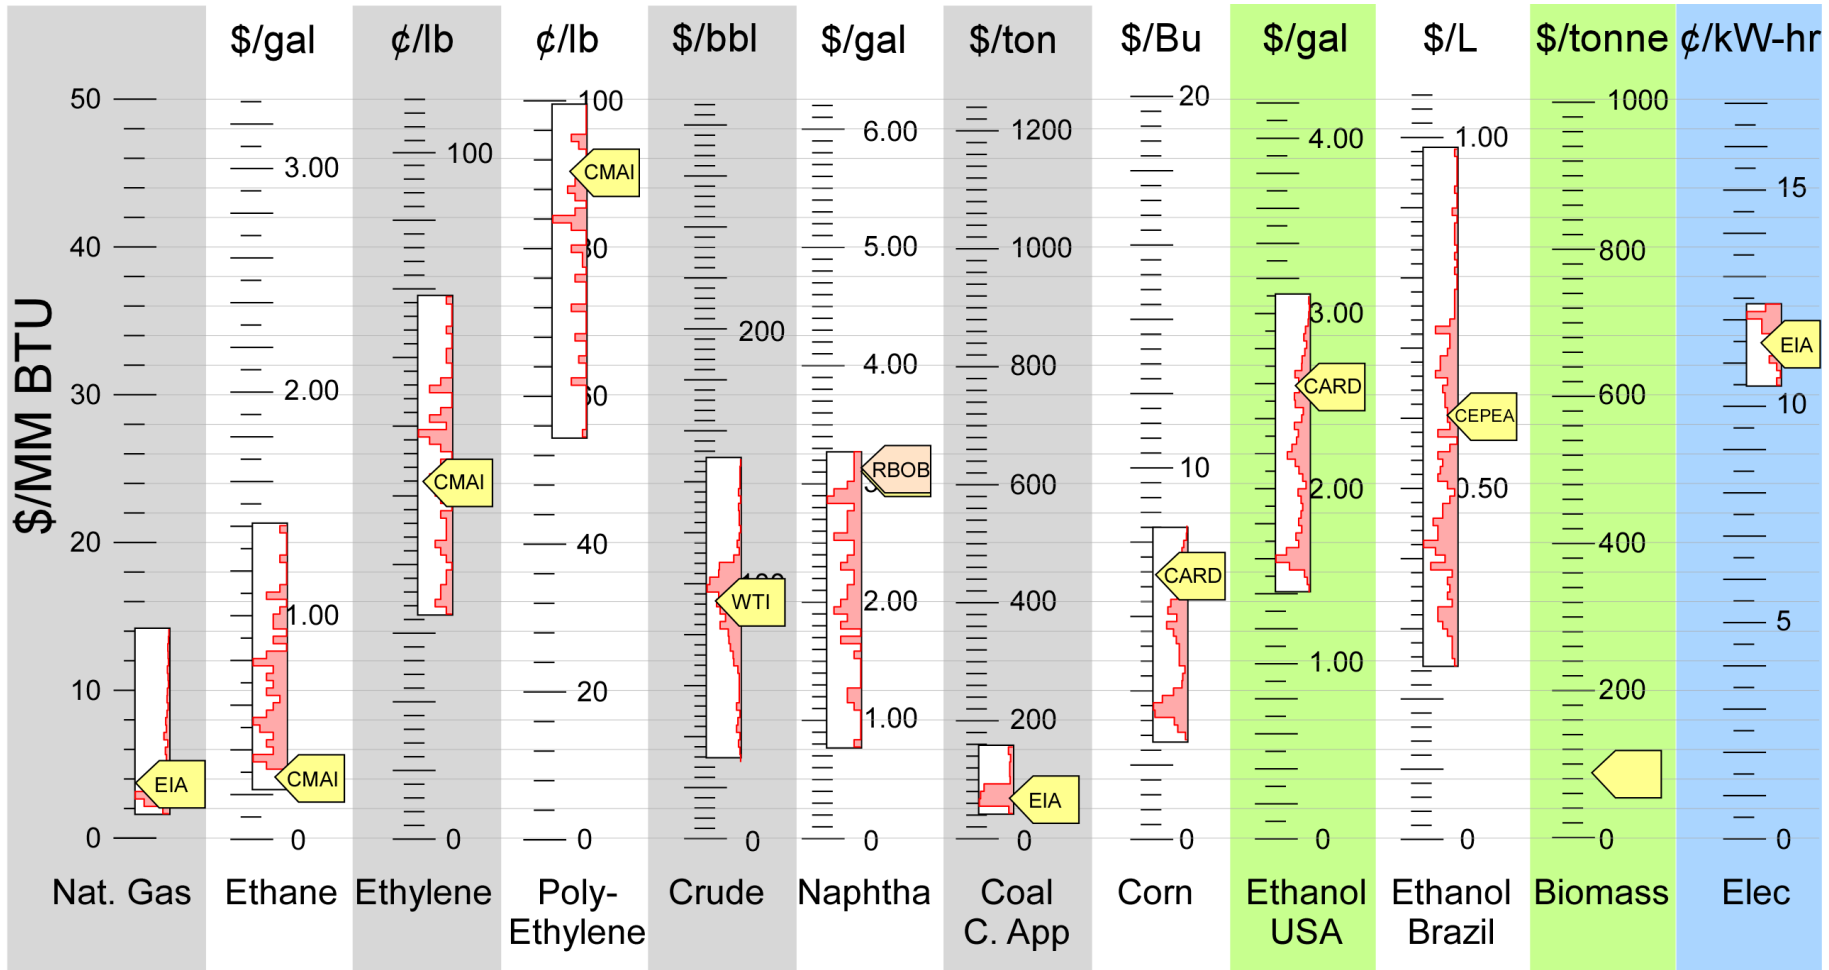 $/gal ¢/lb ¢/lb $/bbl $/gal $/ton $/Bu $/gal $/L $/tonne ¢/kW-hr
50 100 20 1000
3.00 100 6.00 1200 4.00 1.00 15
CMAI
40 80 5.00 1000 800
$/MM BTU
200 4.00 800 3.00 EIA
30 2.00 60 CARD 600 10
CEPEA
CMAI RBOB 600 10 2.00 0.50
20 40 400
1.00 100 WTI 2.00 400 CARD 1.00 5
10 20 1.00 200 200
EIA CMAI EIA
0 0 0 0 0 0 0 0 0 0 0 0
Nat. Gas Ethane Ethylene Poly- Crude Naphtha Coal Corn Ethanol Ethanol Biomass Elec
Ethylene C. App USA Brazil